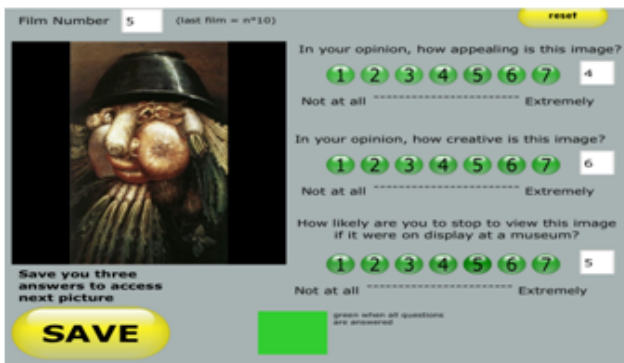 Film Number 5 (last film = n°10)
reset
In your opinion, how appealing is this image?
1 2 3 4 5 6 7 4
Not at all ------------------------ Extremely
In your opinion, how creative is this image?
1 2 3 4 5 6 7 6
Not at all ------------------------ Extremely
How likely are you to stop to view this image
if it were on display at a museum?
1 2 3 4 5 6 7 5
Not at all ------------------------ Extremely
Save you three
answers to access
next picture
SAVE
green when all questions
are answered